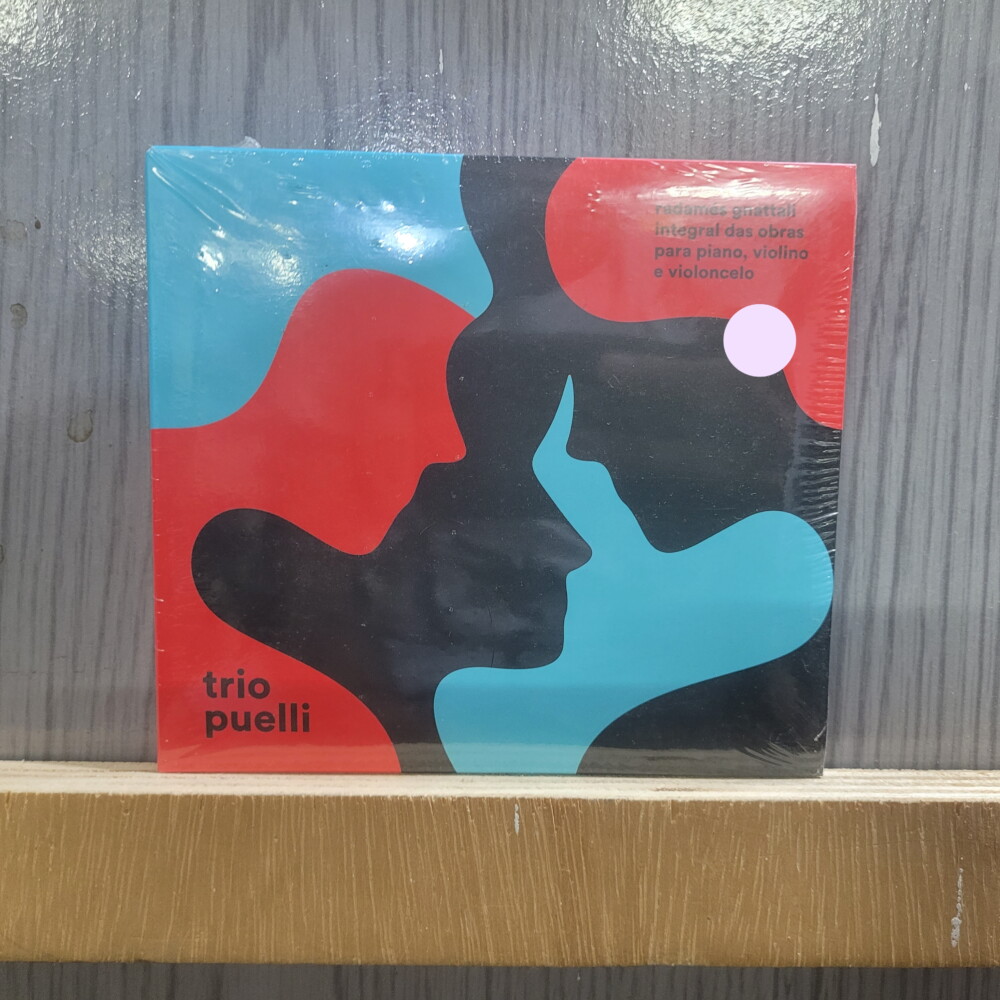 radamés gnattali
integral das obras
para piano, violino
e violoncelo
trio
puelli